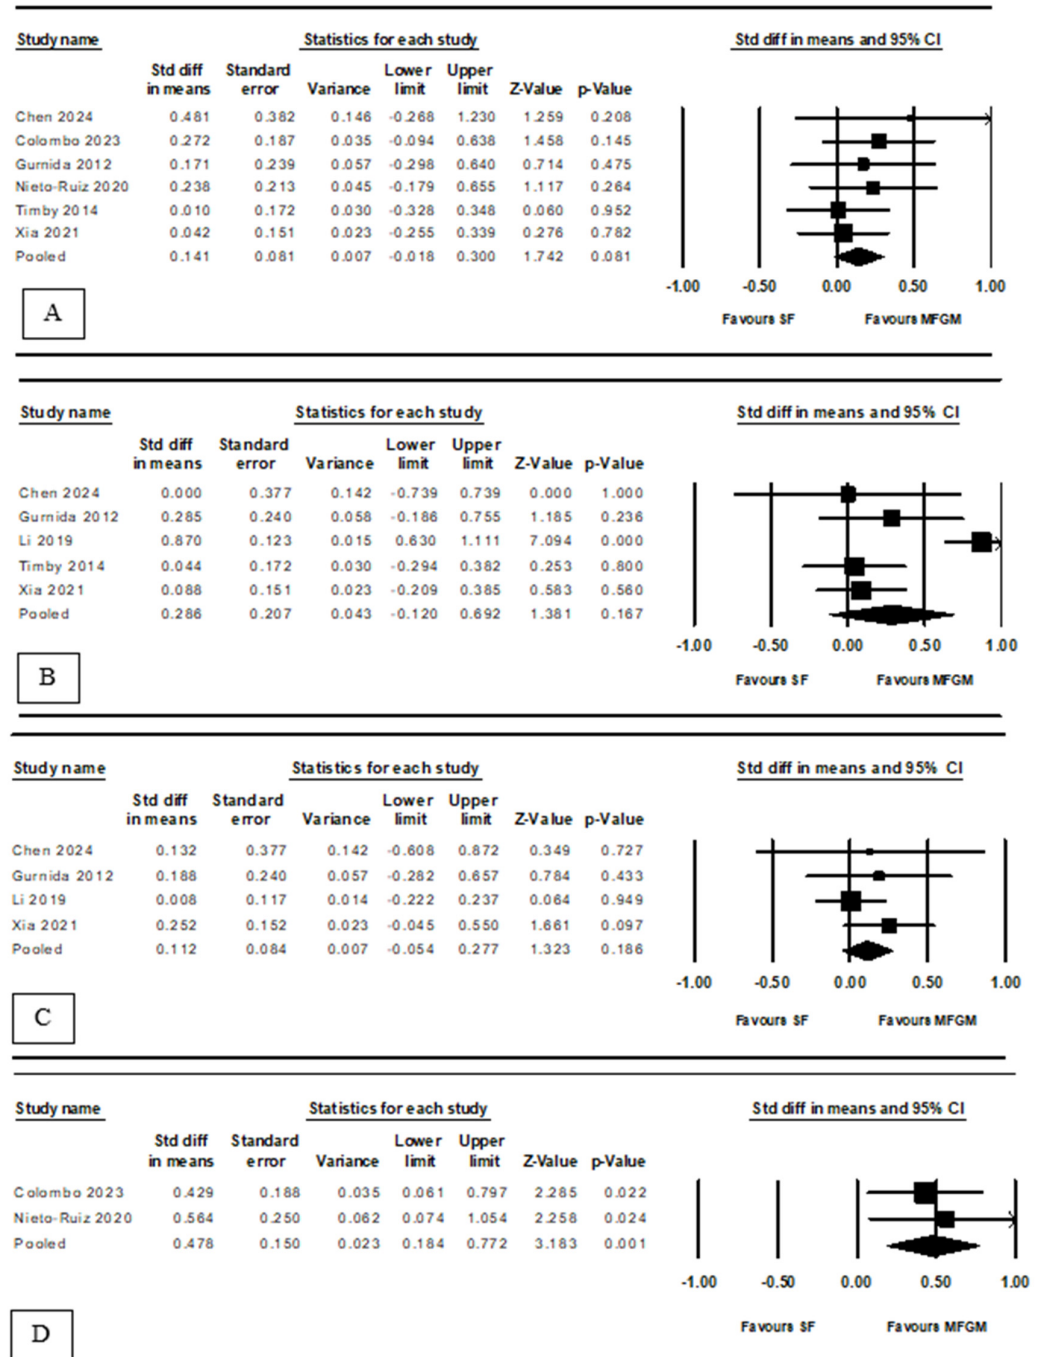 Study name Statistics for each study Std diff in means and 95% CI
Std diff Standard Lower Upper
in means error Variance limit limit Z-Value p-Value
Chen 2024 0.481 0.382 0.146 -0.268 1.230 1.259 0.208
Colombo 2023 0.272 0.187 0.035 -0.094 0.638 1.458 0.145
Gurnida 2012 0.171 0.239 0.057 -0.298 0.640 0.714 0.475
Nieto-Ruiz 2020 0.238 0.213 0.045 -0.179 0.655 1.117 0.264
Timby 2014 0.010 0.172 0.030 -0.328 0.348 0.060 0.952
Xia 2021 0.042 0.151 0.023 -0.255 0.339 0.276 0.782
Pooled 0.141 0.081 0.007 -0.018 0.300 1.742 0.081
-1.00 -0.50 0.00 0.50 1.00
Favours SF Favours MFGM
A
Study name Statistics for each study Std diff in means and 95% CI
Std diff Standard Lower Upper
in means error Variance limit limit Z-Value p-Value
Chen 2024 0.000 0.377 0.142 -0.739 0.739 0.000 1.000
Gurnida 2012 0.285 0.240 0.058 -0.186 0.755 1.185 0.236
Li 2019 0.870 0.123 0.015 0.630 1.111 7.094 0.000
Timby 2014 0.044 0.172 0.030 -0.294 0.382 0.253 0.800
Xia 2021 0.088 0.151 0.023 -0.209 0.385 0.583 0.560
Pooled 0.286 0.207 0.043 -0.120 0.692 1.381 0.167
-1.00 -0.50 0.00 0.50 1.00
Favours SF Favours MFGM
B
Study name Statistics for each study Std diff in means and 95% CI
Std diff Standard Lower Upper
in means error Variance limit limit Z-Value p-Value
Chen 2024 0.132 0.377 0.142 -0.608 0.872 0.349 0.727
Gurnida 2012 0.188 0.240 0.057 -0.282 0.657 0.784 0.433
Li 2019 0.008 0.117 0.014 -0.222 0.237 0.064 0.949
Xia 2021 0.252 0.152 0.023 -0.045 0.550 1.661 0.097
Pooled 0.112 0.084 0.007 -0.054 0.277 1.323 0.186
-1.00 -0.50 0.00 0.50 1.00
Favours SF Favours MFGM
C
Study name Statistics for each study Std diff in means and 95% CI
Std diff Standard Lower Upper
in means error Variance limit limit Z-Value p-Value
Colombo 2023 0.429 0.188 0.035 0.061 0.797 2.285 0.022
Nieto-Ruiz 2020 0.564 0.250 0.062 0.074 1.054 2.258 0.024
Pooled 0.478 0.150 0.023 0.184 0.772 3.183 0.001
-1.00 -0.50 0.00 0.50 1.00
Favours SF Favours MFGM
D